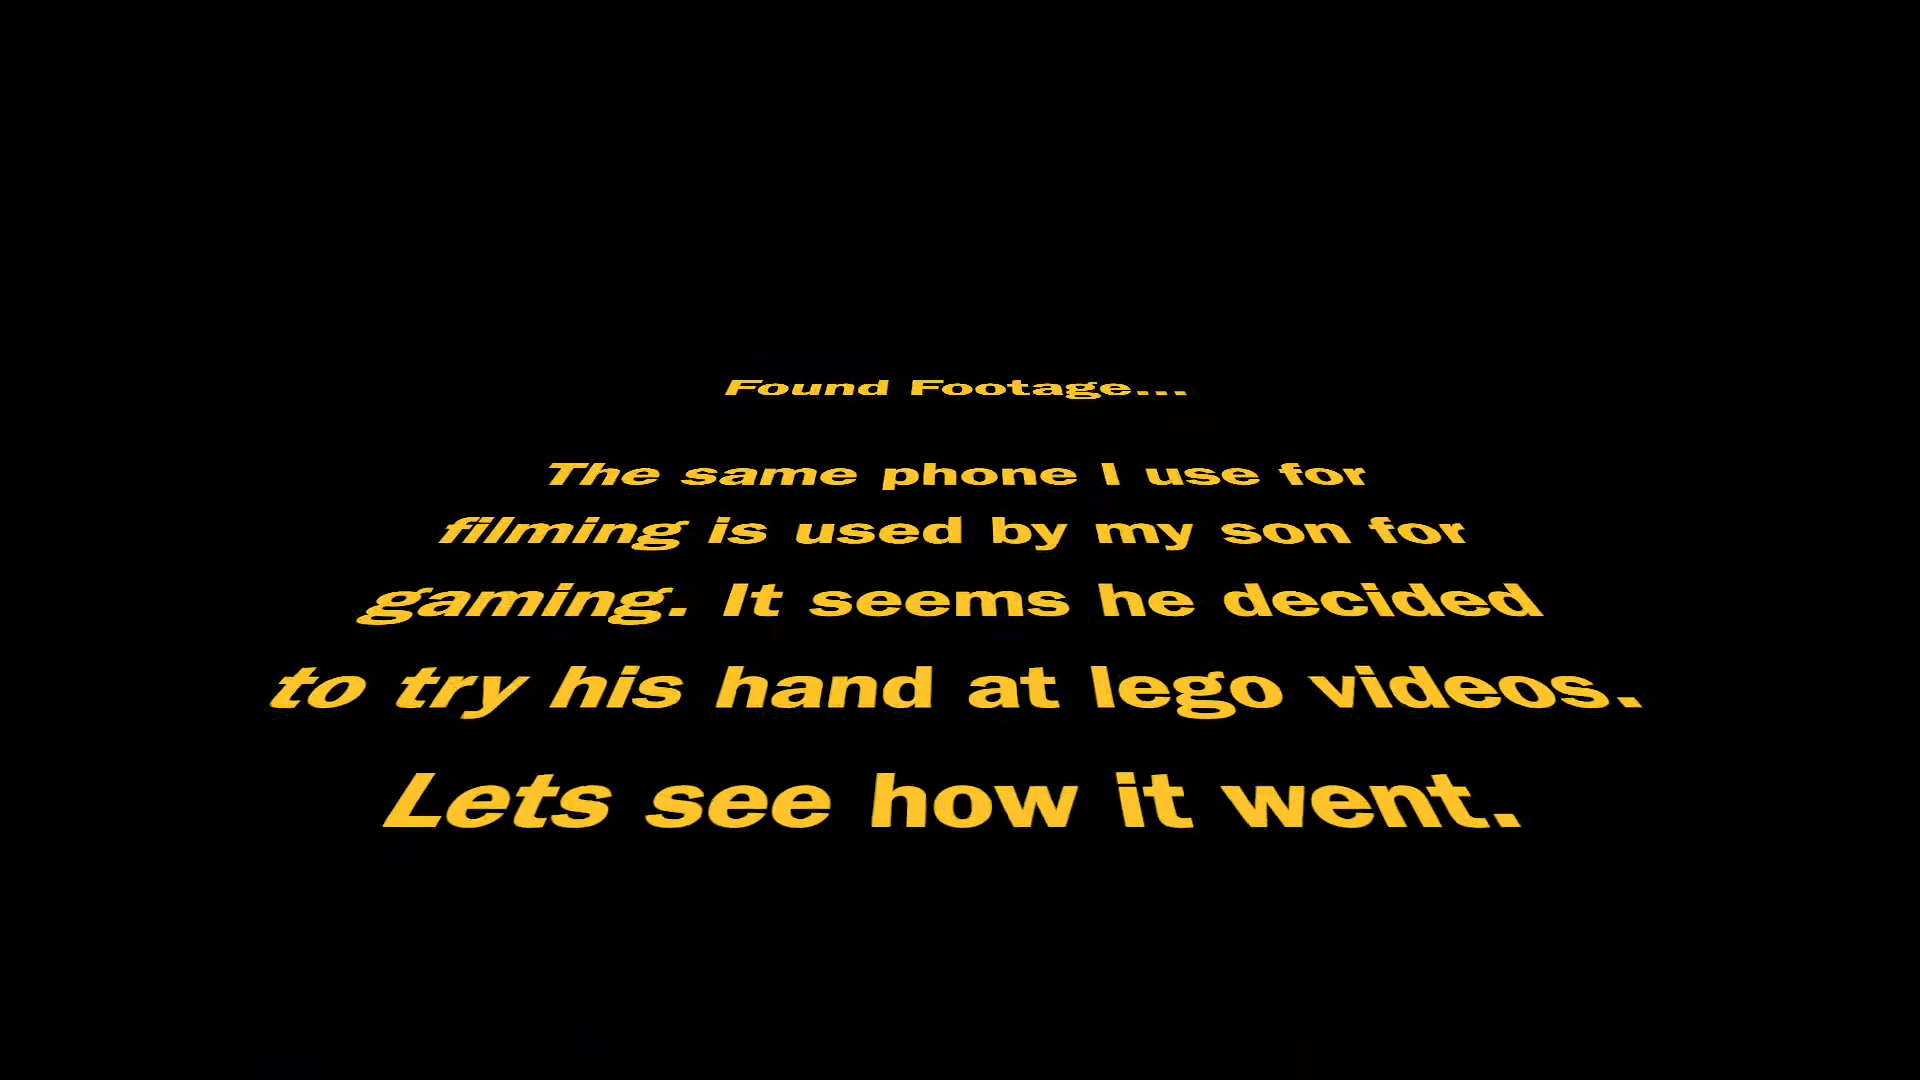 Found Footage...
The same phone I use for
filming is used by my son for
gaming. It seems he decided
to try his hand at lego videos.
Lets see how it went.